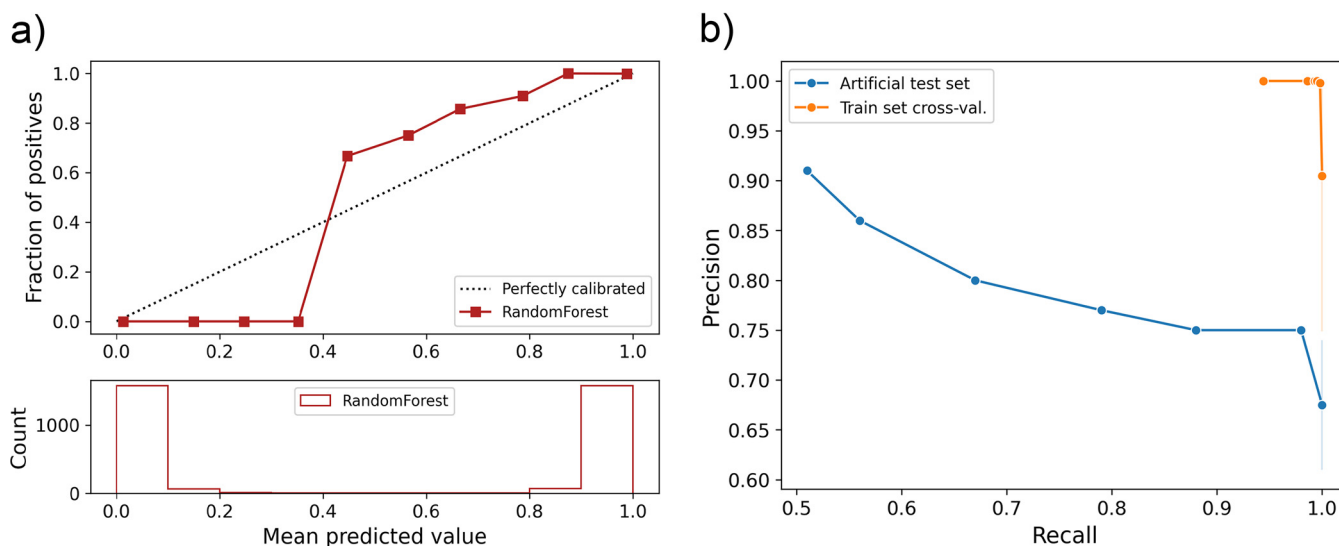 a)
Fraction of positives
1.0
0.8
0.6
0.4
0.2
0.0
Perfectly calibrated
RandomForest
0.0 0.2 0.4 0.6 0.8 1.0
Count
1000
0
RandomForest
0.0 0.2 0.4 0.6 0.8 1.0
Mean predicted value
b)
Precision
1.00
0.95
0.90
0.85
0.80
0.75
0.70
0.65
0.60
Artificial test set
Train set cross-val.
0.5 0.6 0.7 0.8 0.9 1.0
Recall